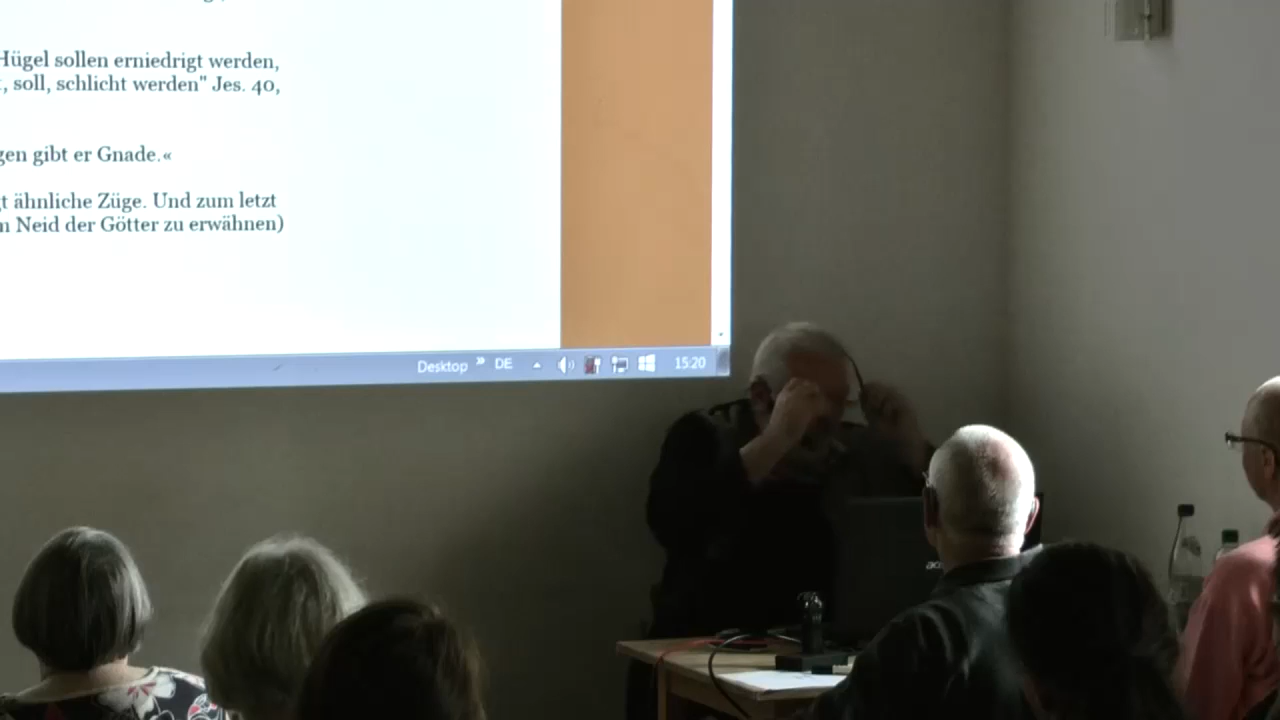 Hügel sollen erniedrigt werden,
, soll, schlicht werden" Jes. 40,
gen gibt er Gnade.«
t ähnliche Züge. Und zum letzt
n Neid der Götter zu erwähnen)
Desktop » DE 15:20